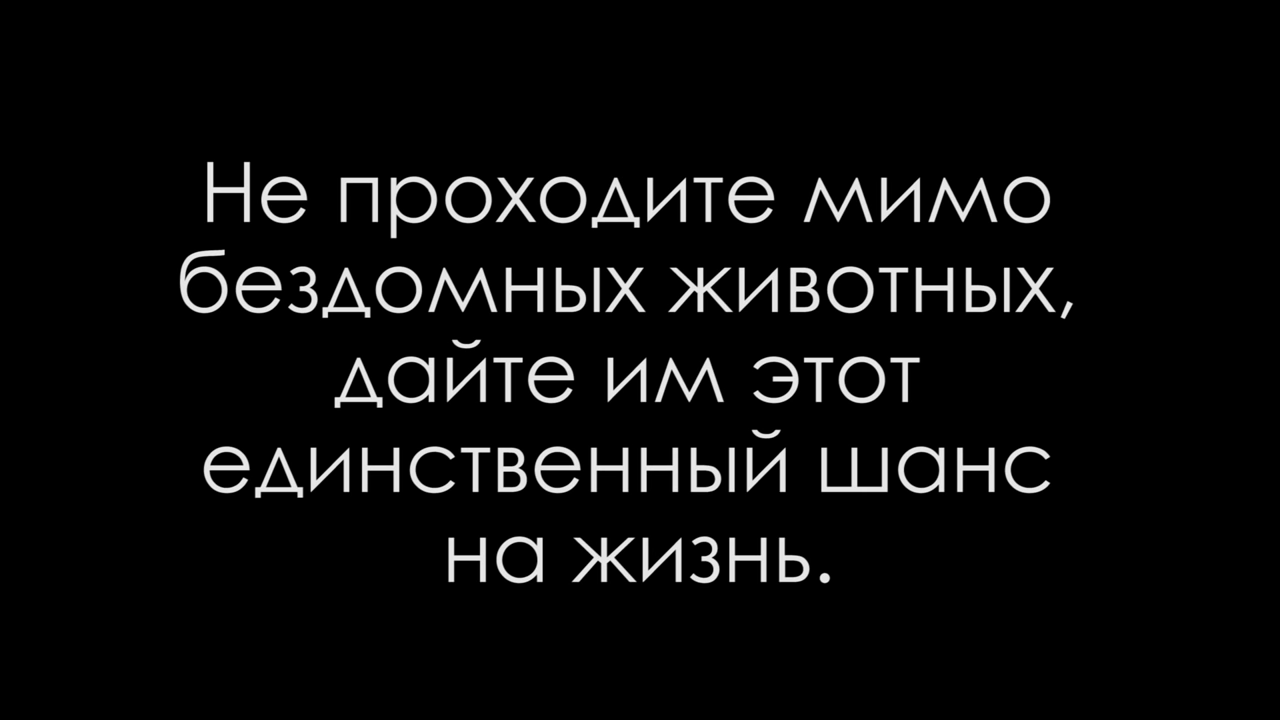 Не проходите мимо
бездомных животных,
дайте им этот
единственный шанс
на жизнь.